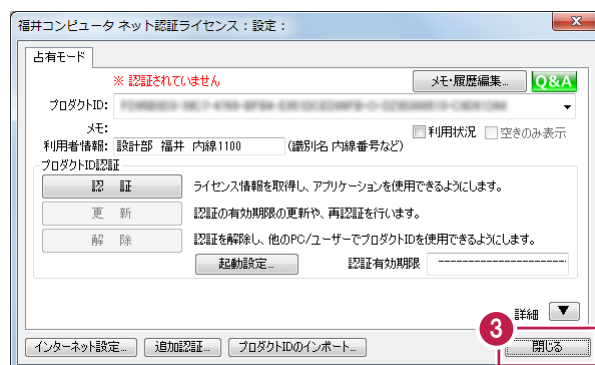 福井コンピュータ ネット認証ライセンス：設定：
占有モード
※ 認証されていません
メモ・履歴編集...
Q&A
プロダクトID:
メモ:
利用状況
空きのみ表示
利用者情報: 設計部 福井 内線1100 (識別名 内線番号など)
プロダクトID認証
認 証 ライセンス情報を取得し、アプリケーションを使用できるようにします。
更 新 認証の有効期限の更新や、再認証を行います。
解 除 認証を解除し、他のPC/ユーザーでプロダクトIDを使用できるようにします。
起動設定... 認証有効期限 ----------------------
詳細 ▼
3
インターネット設定... 追加認証... プロダクトIDのインポート... 閉じる